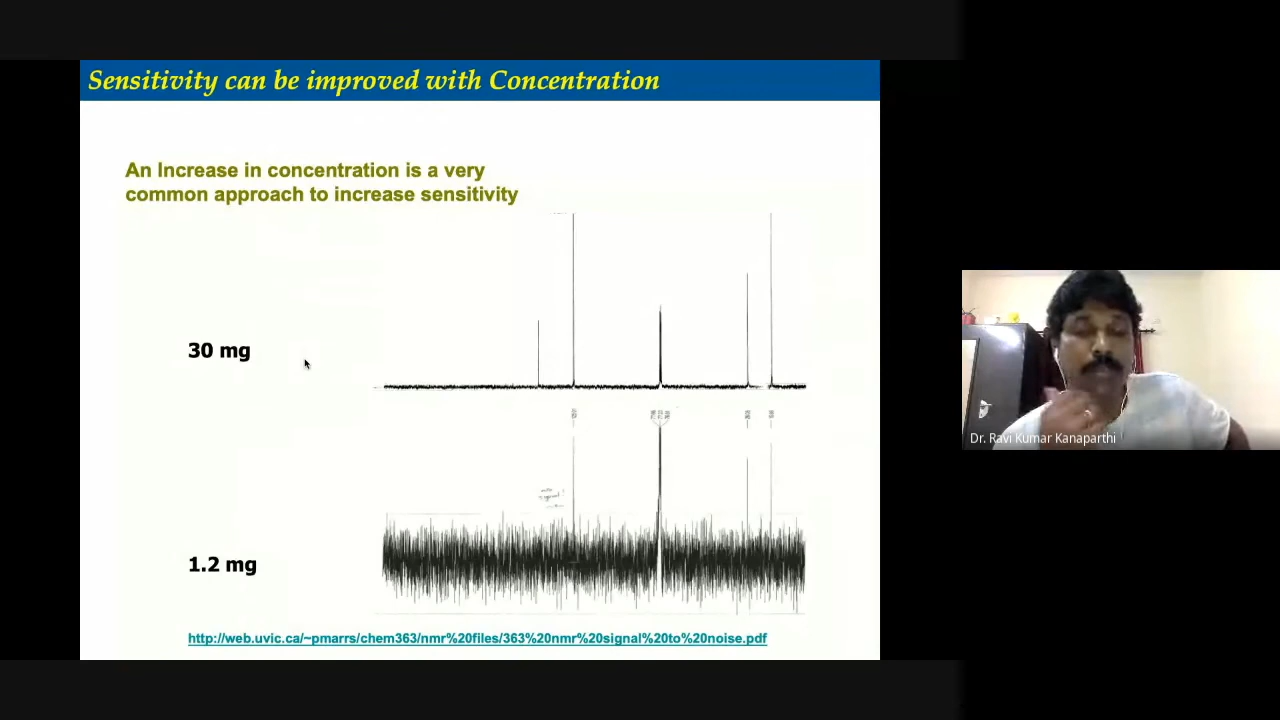 Sensitivity can be improved with Concentration
An Increase in concentration is a very
common approach to increase sensitivity
30 mg
1.2 mg
http://web.uvic.ca/~pmarrs/chem363/nmr%20files/363%20nmr%20signal%20to%20noise.pdf
Dr. Ravi Kumar Kanaparthi